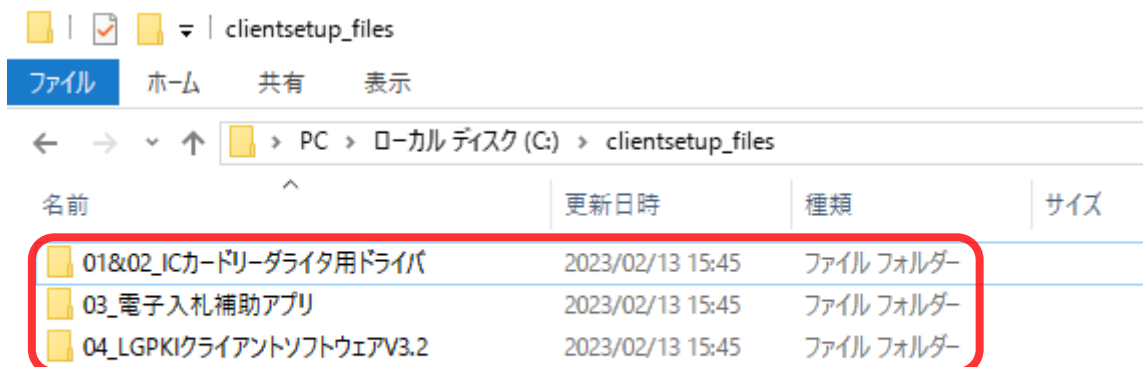 clientsetup_files
ファイル ホーム 共有 表示
PC › ローカル ディスク (C:) › clientsetup_files
名前 更新日時 種類 サイズ
01&02_ICカードリーダライタ用ドライバ 2023/02/13 15:45 ファイル フォルダー
03_電子入札補助アプリ 2023/02/13 15:45 ファイル フォルダー
04_LGPKIクライアントソフトウェアV3.2 2023/02/13 15:45 ファイル フォルダー